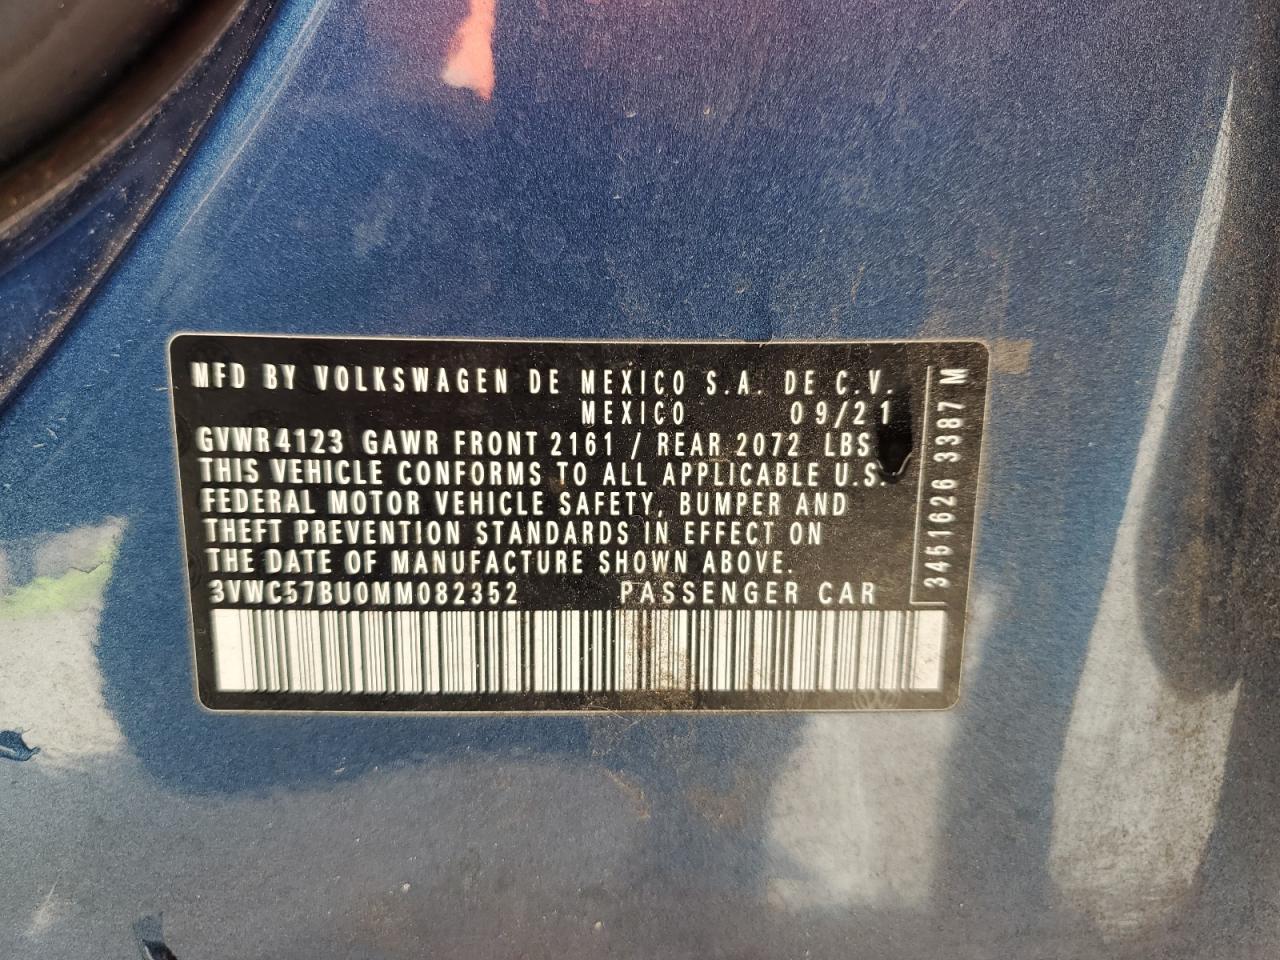 MFD BY VOLKSWAGEN DE MEXICO S.A. DE C.V.
MEXICO 09/21
GVWR 4123 GAWR FRONT 2161 / REAR 2072 LBS
THIS VEHICLE CONFORMS TO ALL APPLICABLE U.S.
FEDERAL MOTOR VEHICLE SAFETY, BUMPER AND
THEFT PREVENTION STANDARDS IN EFFECT ON
THE DATE OF MANUFACTURE SHOWN ABOVE.
3VWC57BU0MM082352 PASSENGER CAR
3451626 3387 M